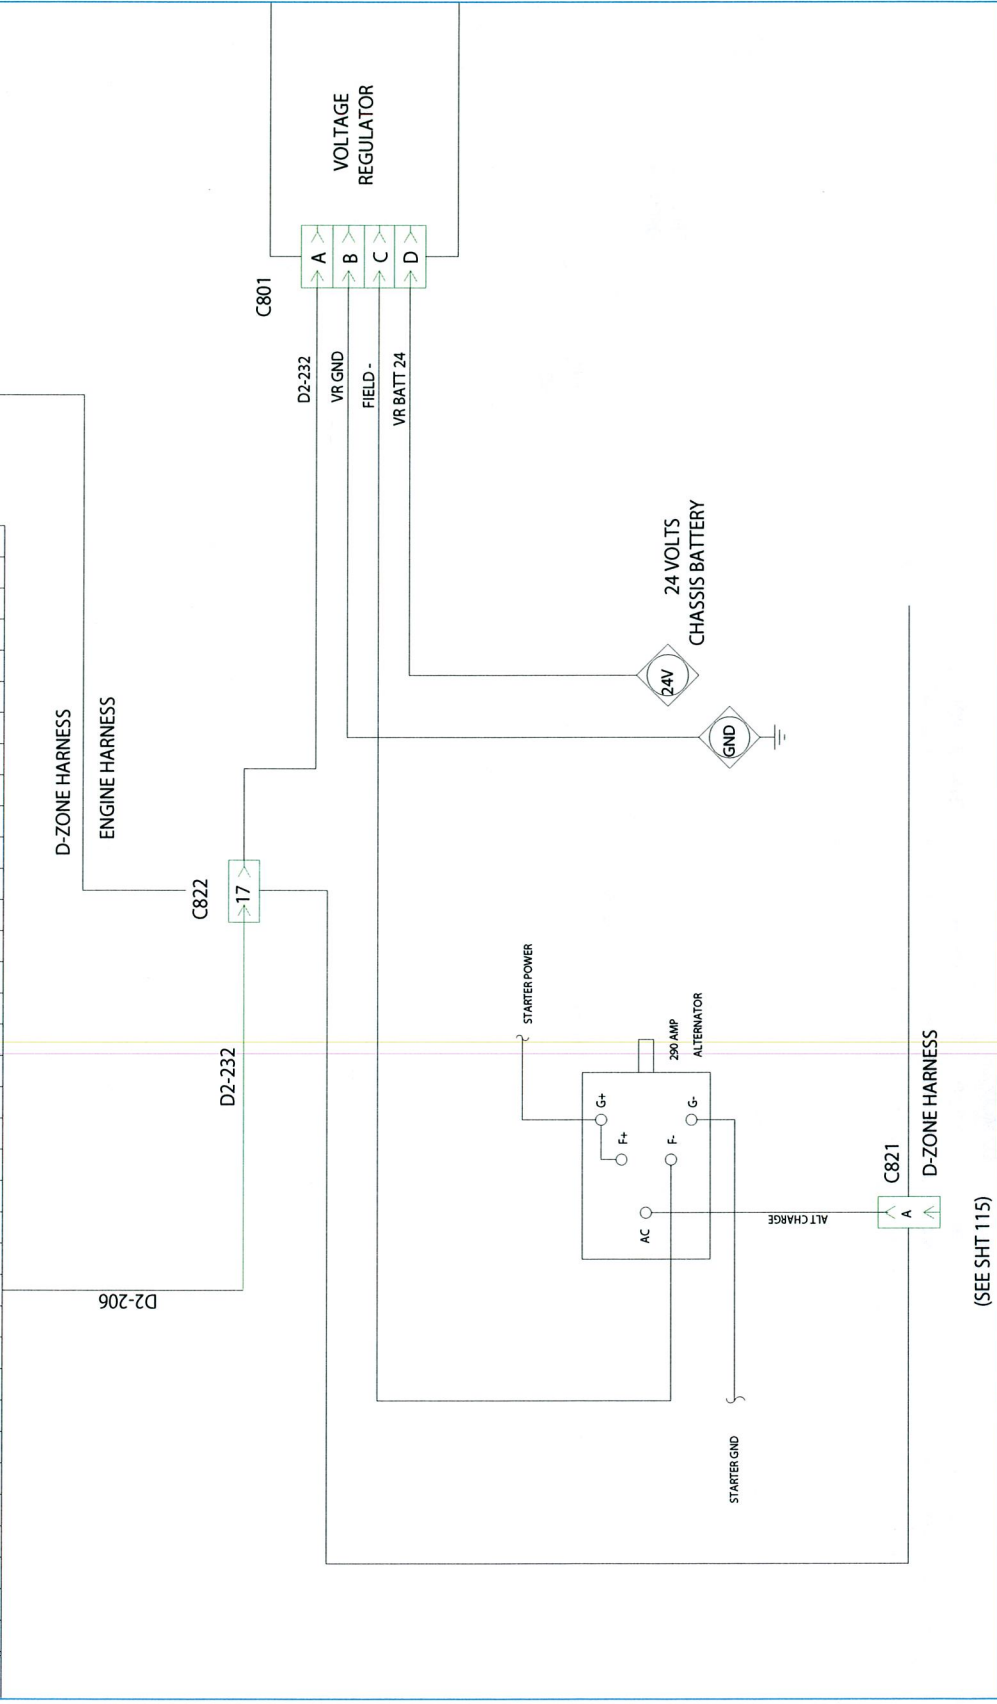 VOLTAGE
REGULATOR
C801
A
B
C
D
D2-232
VR GND
FIELD -
VR BATT 24
24 VOLTS
CHASSIS BATTERY
24V
GND
D-ZONE HARNESS
ENGINE HARNESS
C822
17
D2-232
D2-206
STARTER POWER
290 AMP
ALTERNATOR
G+
F+
G-
F-
AC
ALT CHARGE
STARTER GND
C821
A
D-ZONE HARNESS
(SEE SHT 115)